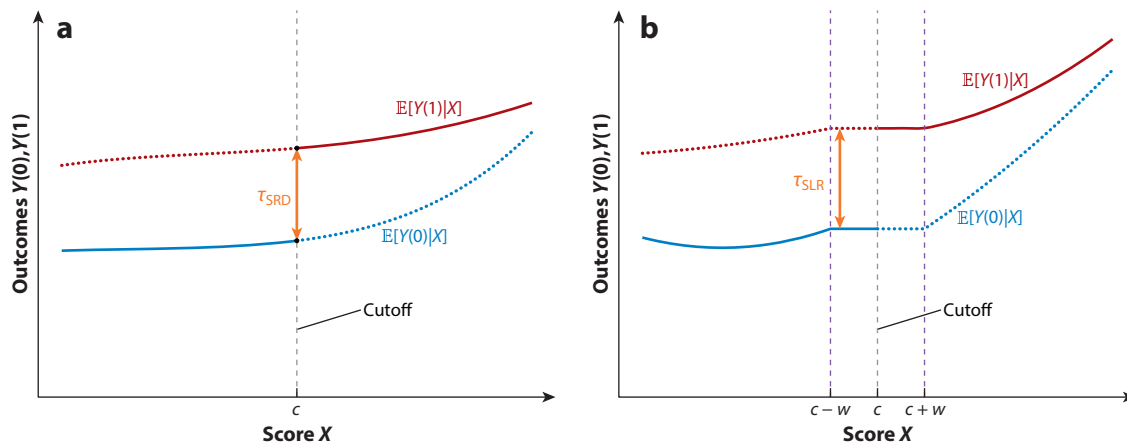 a
Outcomes Y(0),Y(1)
𝔼[Y(1)|X]
τSRD
𝔼[Y(0)|X]
Cutoff
c
Score X
b
Outcomes Y(0),Y(1)
𝔼[Y(1)|X]
τSLR
𝔼[Y(0)|X]
Cutoff
c – w
c
c + w
Score X